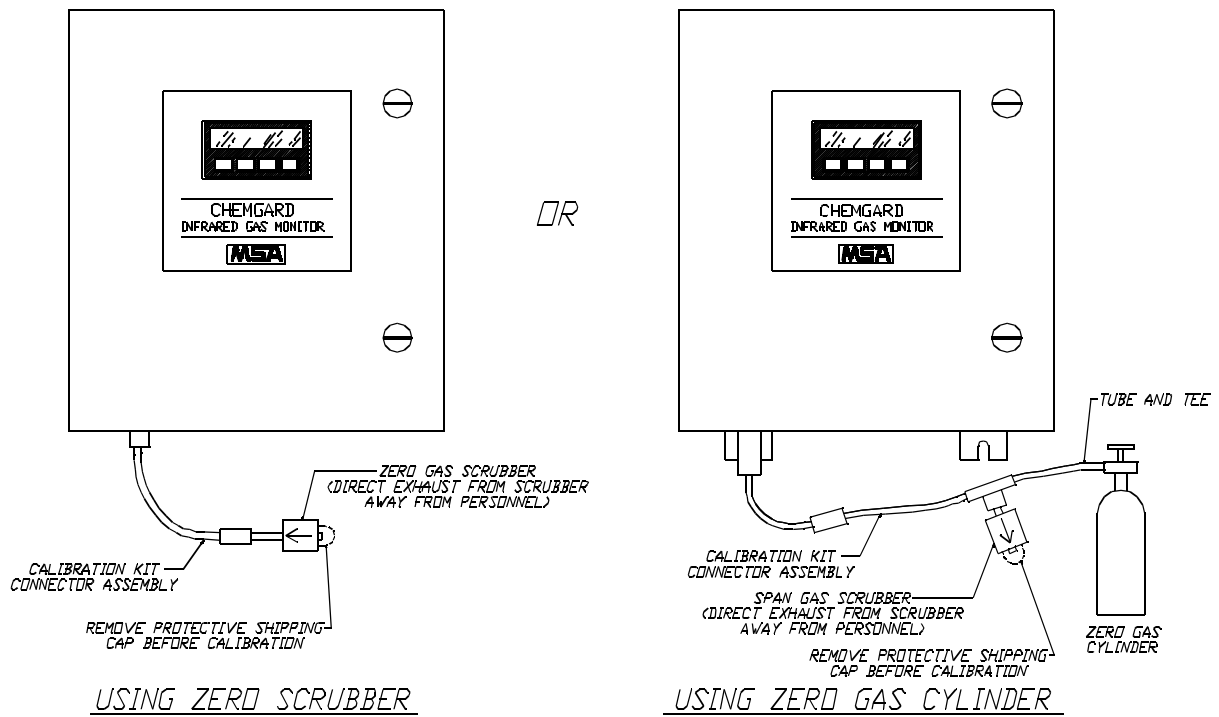 CHEMGARD
INFRARED GAS MONITOR
MSA
ZERO GAS SCRUBBER
(DIRECT EXHAUST FROM SCRUBBER
AWAY FROM PERSONNEL)
CALIBRATION KIT
CONNECTOR ASSEMBLY
REMOVE PROTECTIVE SHIPPING
CAP BEFORE CALIBRATION
USING ZERO SCRUBBER
OR
CHEMGARD
INFRARED GAS MONITOR
MSA
TUBE AND TEE
CALIBRATION KIT
CONNECTOR ASSEMBLY
SPAN GAS SCRUBBER
(DIRECT EXHAUST FROM SCRUBBER
AWAY FROM PERSONNEL)
ZERO GAS
CYLINDER
REMOVE PROTECTIVE SHIPPING
CAP BEFORE CALIBRATION
USING ZERO GAS CYLINDER